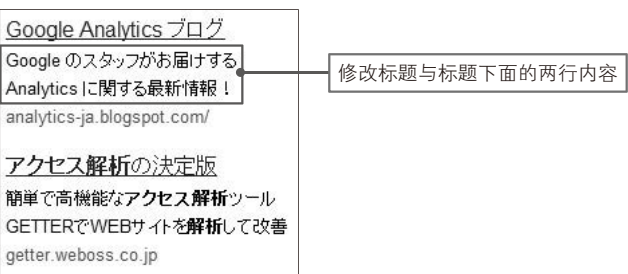 Google Analytics ブログ
Google のスタッフがお届けする
Analytics に関する最新情報！
analytics-ja.blogspot.com/
修改标题与标题下面的两行内容
アクセス解析の決定版
簡単で高機能なアクセス解析ツール
GETTERでWEBサイトを解析して改善
getter.weboss.co.jp